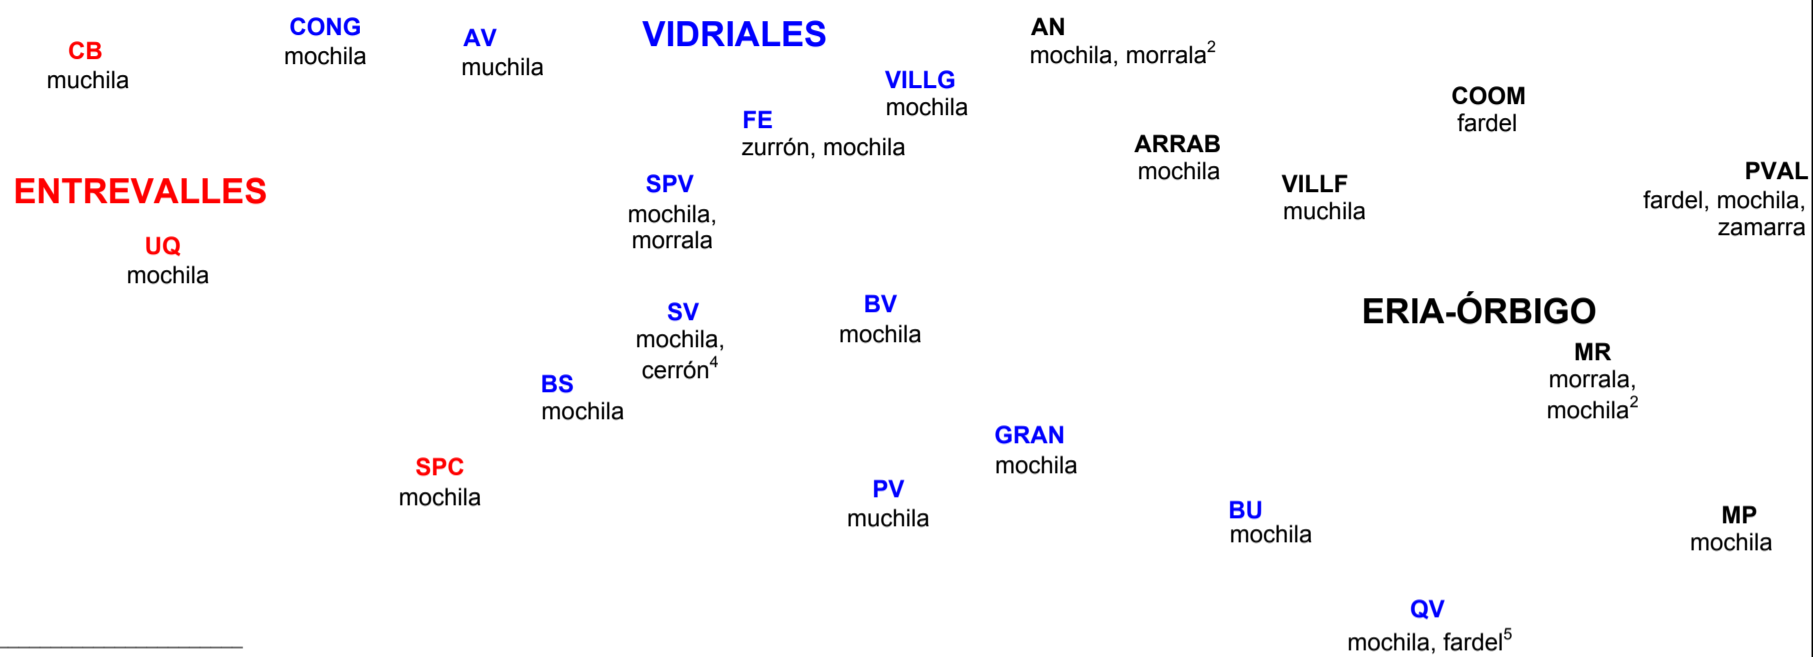 CB
muchila
CONG
mochila
AV
muchila
VIDRIALES
AN
mochila, morrala²
VILLG
mochila
COOM
fardel
FE
zurrón, mochila
ARRAB
mochila
PVAL
fardel, mochila,
zamarra
ENTREVALLES
SPV
mochila,
morrala
VILLF
muchila
UQ
mochila
SV
mochila,
cerrón⁴
BV
mochila
ERIA-ÓRBIGO
MR
morrala,
mochila²
BS
mochila
GRAN
mochila
SPC
mochila
PV
muchila
BU
mochila
MP
mochila
QV
mochila, fardel⁵